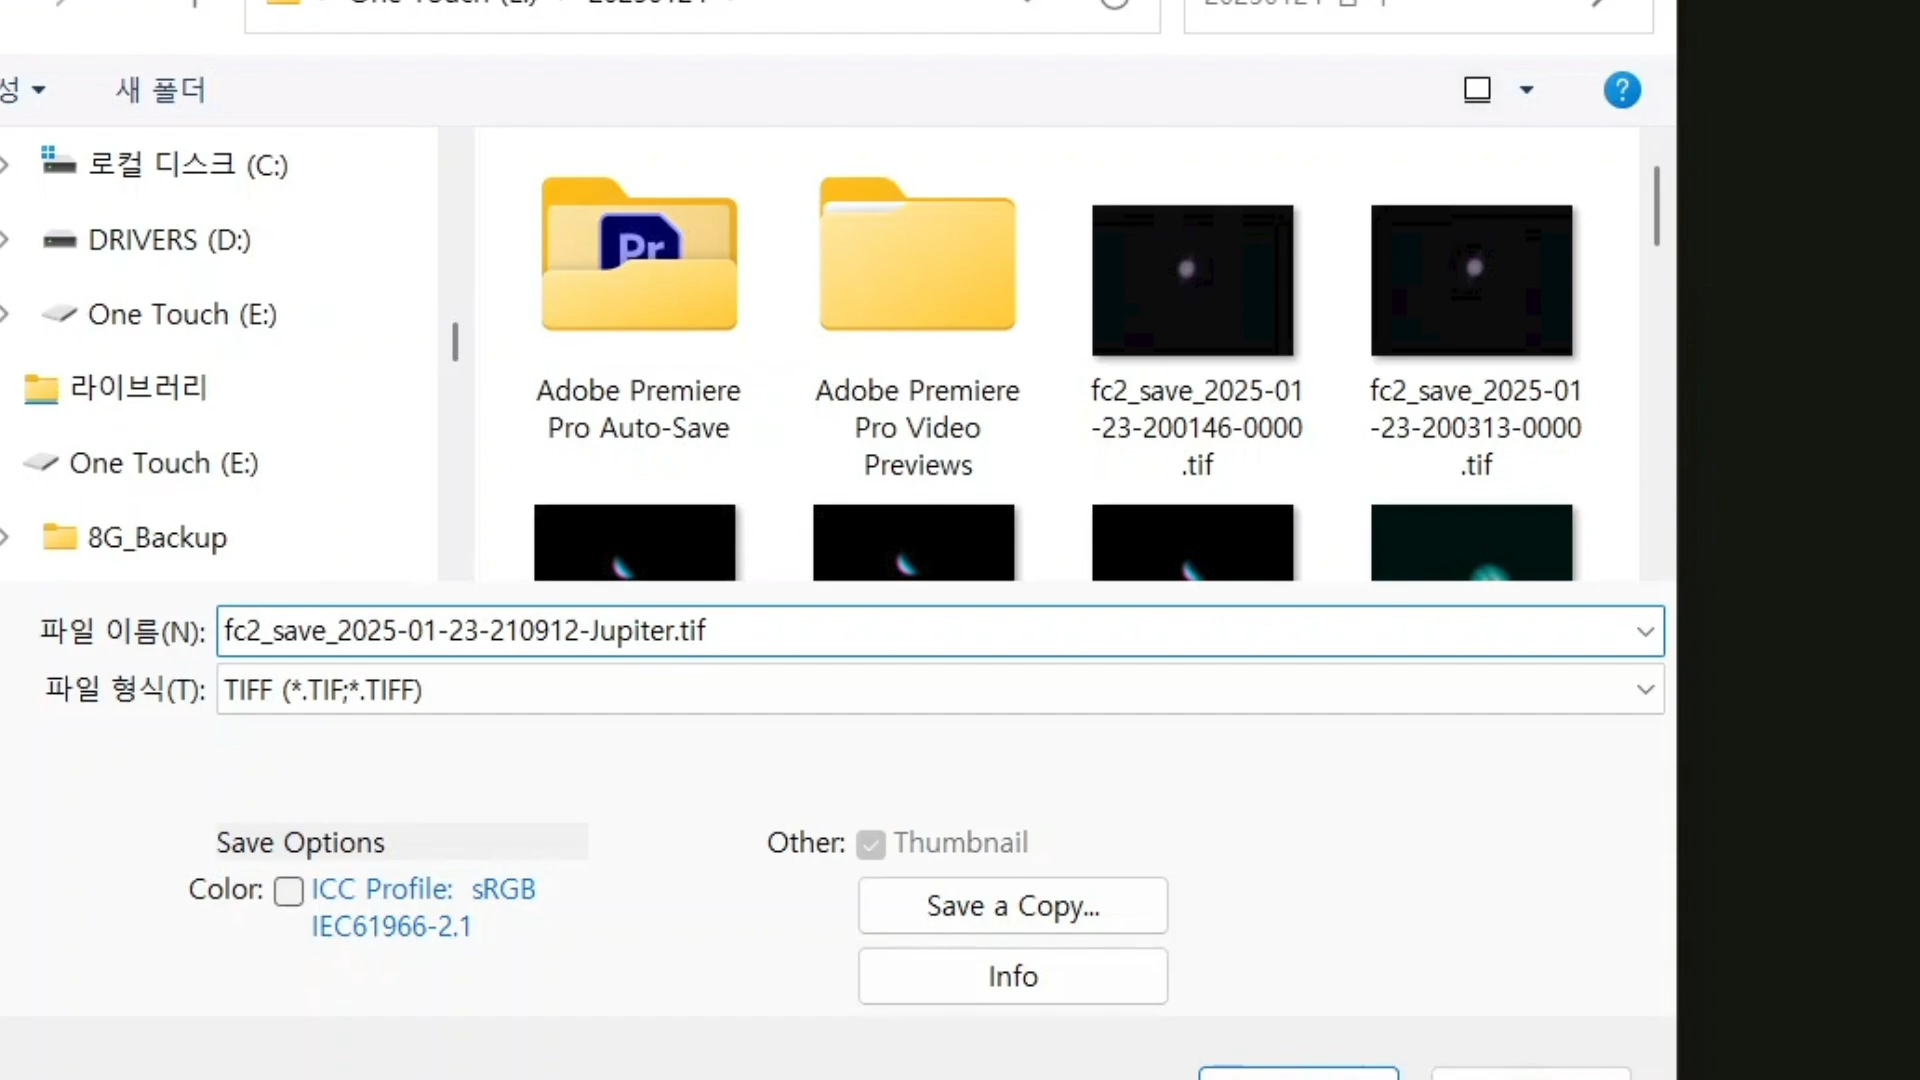 새 폴더
로컬 디스크 (C:)
DRIVERS (D:)
One Touch (E:)
라이브러리
One Touch (E:)
8G_Backup
Pr
Adobe Premiere
Pro Auto-Save
Adobe Premiere
Pro Video
Previews
fc2_save_2025-01
-23-200146-0000
.tif
fc2_save_2025-01
-23-200313-0000
.tif
파일 이름(N): fc2_save_2025-01-23-210912-Jupiter.tif
파일 형식(T): TIFF (*.TIF;*.TIFF)
Save Options
Color: ICC Profile: sRGB
IEC61966-2.1
Other: Thumbnail
Save a Copy...
Info